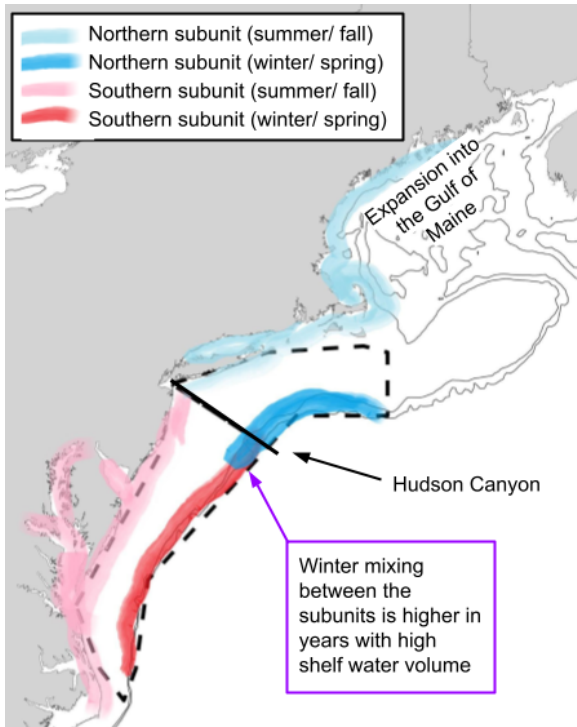 Northern subunit (summer/ fall)
Northern subunit (winter/ spring)
Southern subunit (summer/ fall)
Southern subunit (winter/ spring)
Expansion into
the Gulf of
Maine
Hudson Canyon
Winter mixing
between the
subunits is higher in
years with high
shelf water volume